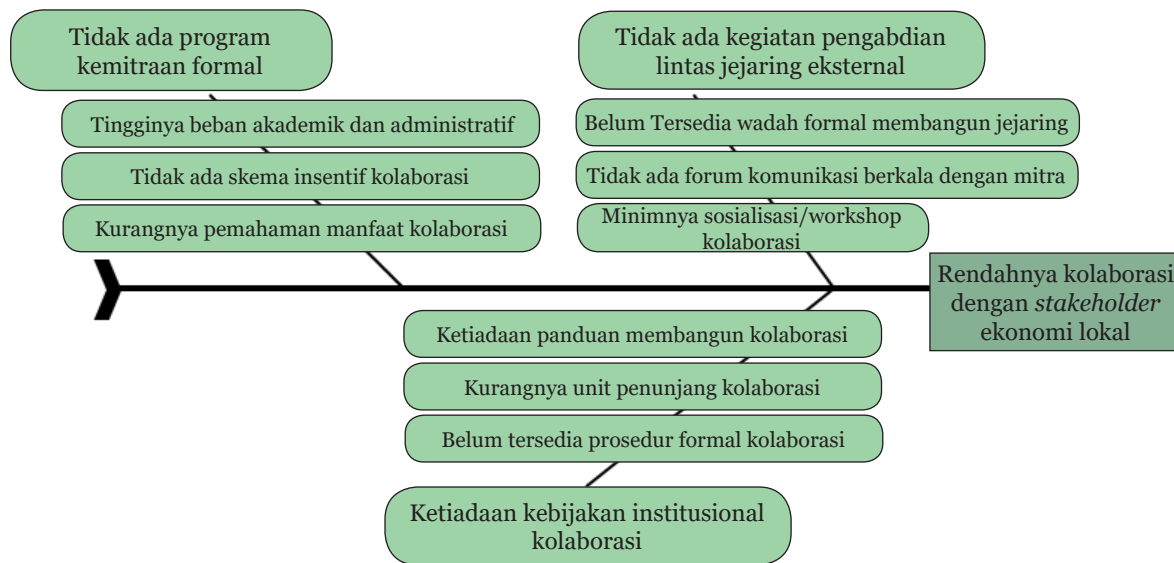 Tidak ada program
kemitraan formal
Tingginya beban akademik dan administratif
Tidak ada skema insentif kolaborasi
Kurangnya pemahaman manfaat kolaborasi
Tidak ada kegiatan pengabdian
lintas jejaring eksternal
Belum Tersedia wadah formal membangun jejaring
Tidak ada forum komunikasi berkala dengan mitra
Minimnya sosialisasi/workshop
kolaborasi
Rendahnya kolaborasi
dengan stakeholder
ekonomi lokal
Ketiadaan panduan membangun kolaborasi
Kurangnya unit penunjang kolaborasi
Belum tersedia prosedur formal kolaborasi
Ketiadaan kebijakan institusional
kolaborasi